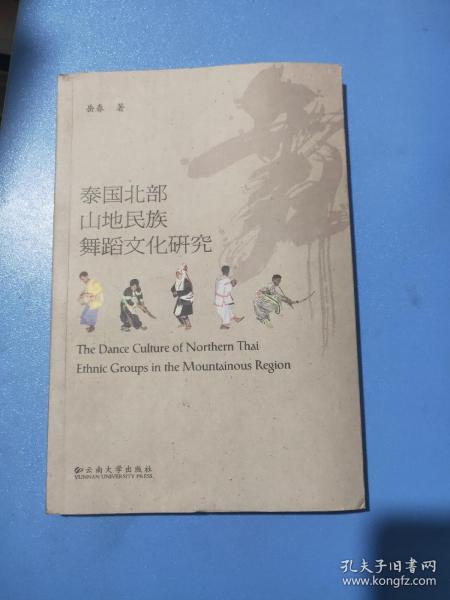 岳春 著
泰国北部
山地民族
舞蹈文化研究
The Dance Culture of Northern Thai
Ethnic Groups in the Mountainous Region
云南大学出版社
YUNNAN UNIVERSITY PRESS
孔夫子旧书网
www.kongfz.com